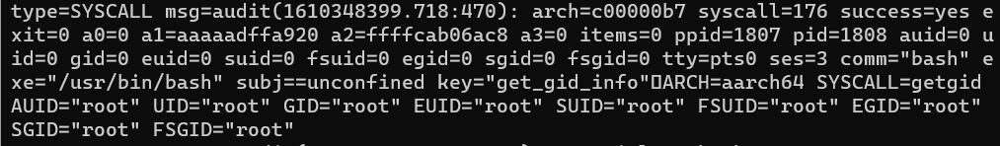 type=SYSCALL msg=audit(1610348399.718:470): arch=c00000b7 syscall=176 success=yes e
xit=0 a0=0 a1=aaaaadffa920 a2=ffffcab06ac8 a3=0 items=0 ppid=1807 pid=1808 auid=0 u
id=0 gid=0 euid=0 suid=0 fsuid=0 egid=0 sgid=0 fsgid=0 tty=pts0 ses=3 comm="bash" e
xe="/usr/bin/bash" subj==unconfined key="get_gid_info"▯ARCH=aarch64 SYSCALL=getgid
AUID="root" UID="root" GID="root" EUID="root" SUID="root" FSUID="root" EGID="root"
SGID="root" FSGID="root"